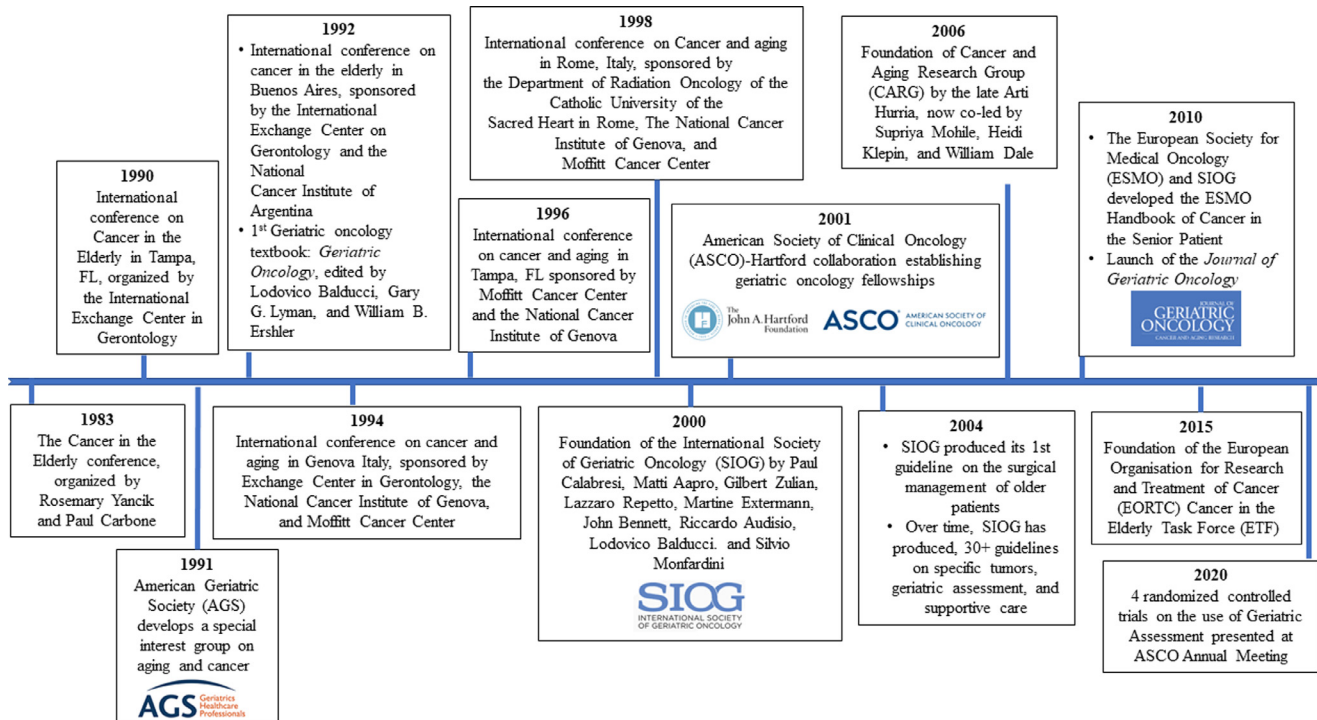 1983
The Cancer in the
Elderly conference,
organized by
Rosemary Yancik
and Paul Carbone
1990
International
conference on
Cancer in the
Elderly in Tampa,
FL, organized by
the International
Exchange Center in
Gerontology
1991
American Geriatric
Society (AGS)
develops a special
interest group on
aging and cancer
AGS
Geriatrics
Healthcare
Professionals
1992
• International conference on
cancer in the elderly in
Buenos Aires, sponsored
by the International
Exchange Center on
Gerontology and the
National
Cancer Institute of
Argentina
• 1st Geriatric oncology
textbook: Geriatric
Oncology, edited by
Lodovico Balducci, Gary
G. Lyman, and William B.
Ershler
1994
International conference on cancer and
aging in Genova Italy, sponsored by
Exchange Center in Gerontology, the
National Cancer Institute of Genova,
and Moffitt Cancer Center
1996
International conference
on cancer and aging in
Tampa, FL sponsored by
Moffitt Cancer Center
and the National Cancer
Institute of Genova
1998
International conference on Cancer and aging
in Rome, Italy, sponsored by
the Department of Radiation Oncology of the
Catholic University of the
Sacred Heart in Rome, The National Cancer
Institute of Genova, and
Moffitt Cancer Center
2000
Foundation of the International Society
of Geriatric Oncology (SIOG) by Paul
Calabresi, Matti Aapro, Gilbert Zulian,
Lazzaro Repetto, Martine Extermann,
John Bennett, Riccardo Audisio,
Lodovico Balducci. and Silvio
Monfardini
SIOG
INTERNATIONAL SOCIETY
OF GERIATRIC ONCOLOGY
2001
American Society of Clinical Oncology
(ASCO)-Hartford collaboration establishing
geriatric oncology fellowships
The
John A. Hartford
Foundation
ASCO
AMERICAN SOCIETY OF
CLINICAL ONCOLOGY
2004
• SIOG produced its 1st
guideline on the surgical
management of older
patients
• Over time, SIOG has
produced, 30+ guidelines
on specific tumors,
geriatric assessment, and
supportive care
2006
Foundation of Cancer and
Aging Research Group
(CARG) by the late Arti
Hurria, now co-led by
Supriya Mohile, Heidi
Klepin, and William Dale
2010
• The European Society for
Medical Oncology
(ESMO) and SIOG
developed the ESMO
Handbook of Cancer in
the Senior Patient
• Launch of the Journal of
Geriatric Oncology
JOURNAL OF
GERIATRIC
ONCOLOGY
CANCER AND AGING RESEARCH
2015
Foundation of the European
Organisation for Research
and Treatment of Cancer
(EORTC) Cancer in the
Elderly Task Force (ETF)
2020
4 randomized controlled
trials on the use of Geriatric
Assessment presented at
ASCO Annual Meeting